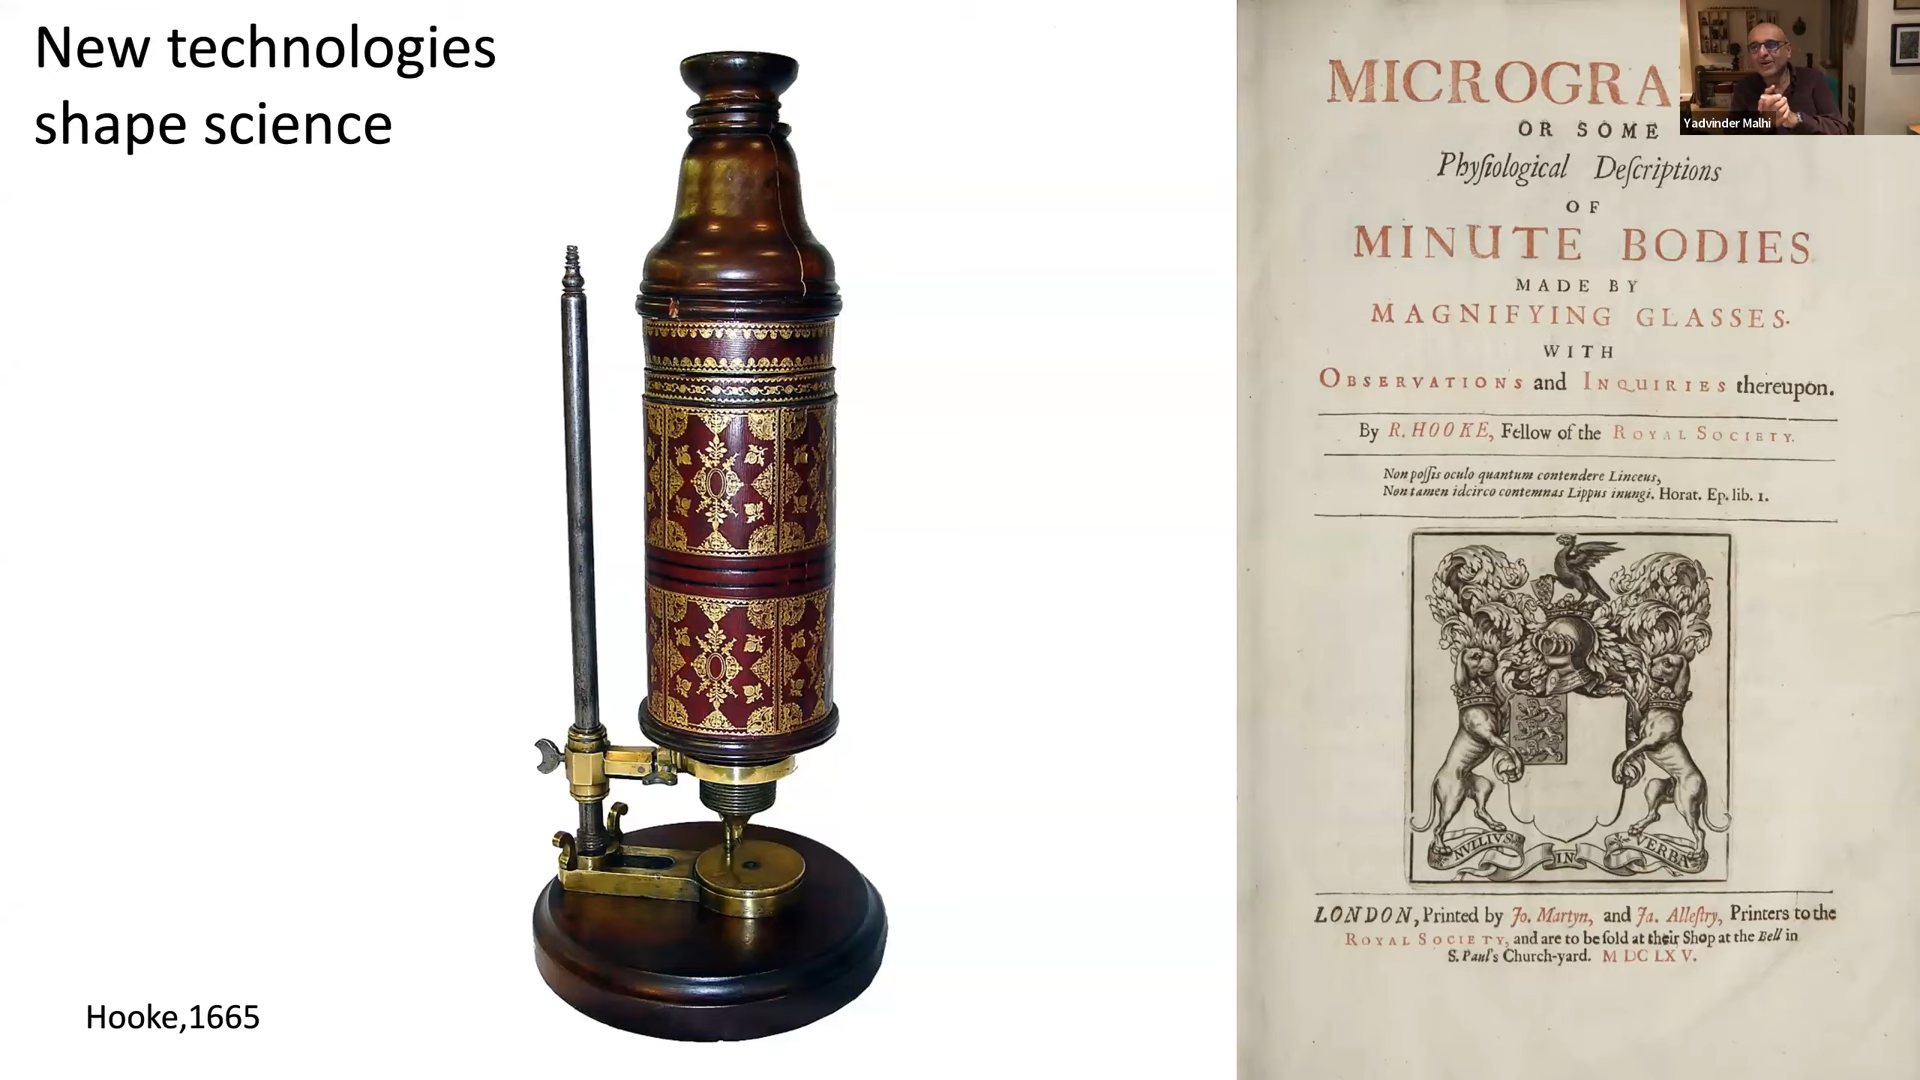 New technologies
shape science
Hooke,1665
Yadvinder Malhi
MICROGRA
OR SOME
Phyſiological Deſcriptions
OF
MINUTE BODIES
MADE BY
MAGNIFYING GLASSES.
WITH
OBSERVATIONS and INQUIRIES thereupon.
By R. HOOKE, Fellow of the ROYAL SOCIETY.
Non poſſis oculo quantum contendere Linceus,
Non tamen idcirco contemnas Lippus inungi. Horat. Ep. lib. 1.
NVLLIVS IN VERBA
LONDON, Printed by Jo. Martyn, and Ja. Alleſtry, Printers to the
ROYAL SOCIETY, and are to be ſold at their Shop at the Bell in
S. Paul's Church-yard. M DC LX V.